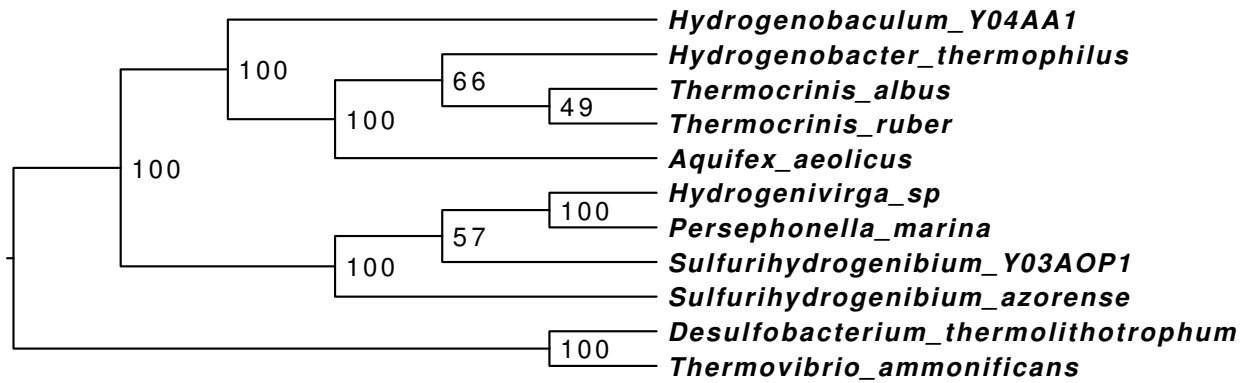 Hydrogenobaculum_Y04AA1
Hydrogenobacter_thermophilus
100
66
Thermocrinis_albus
49
100
Thermocrinis_ruber
Aquifex_aeolicus
100
Hydrogenivirga_sp
100
Persephonella_marina
57
Sulfurihydrogenibium_Y03AOP1
100
Sulfurihydrogenibium_azorense
Desulfobacterium_thermolithotrophum
100
Thermovibrio_ammonificans